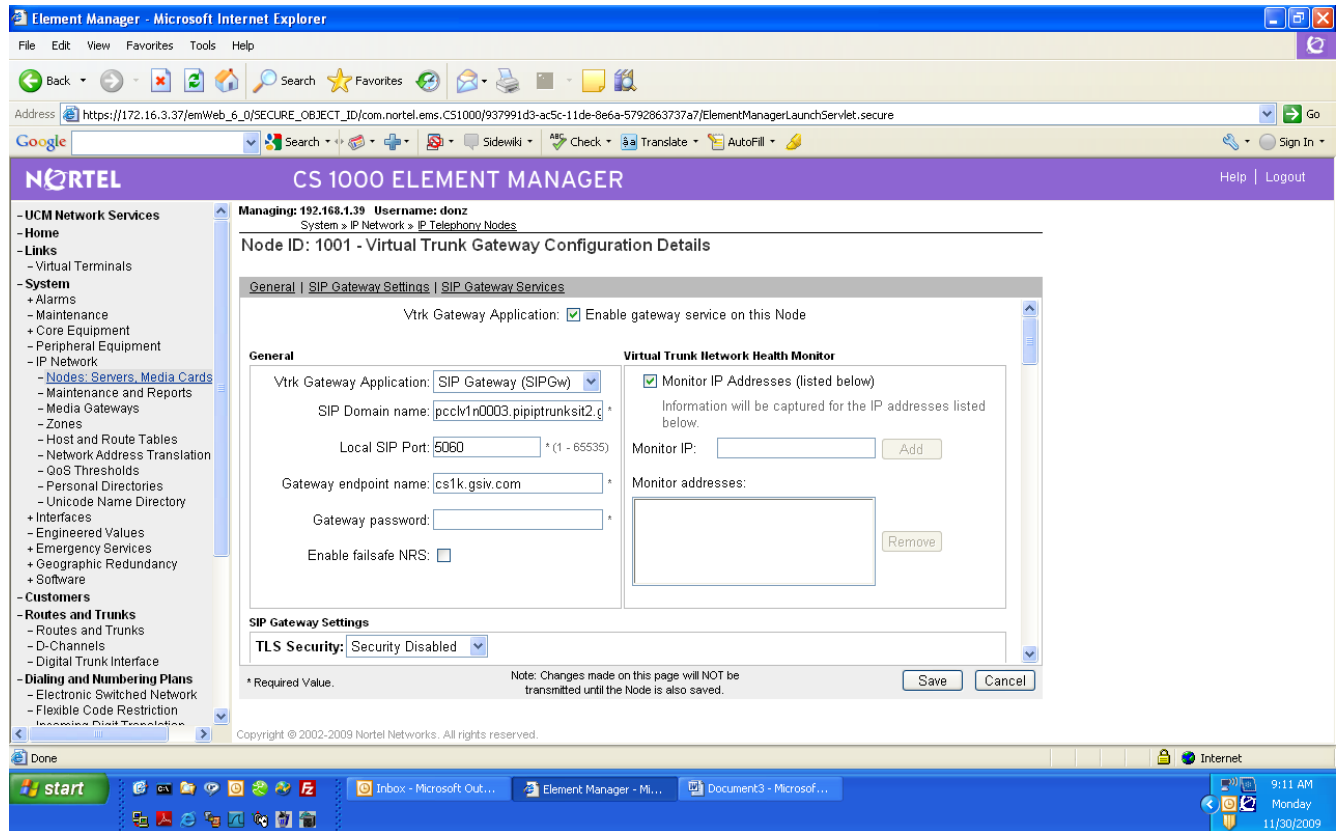 Element Manager - Microsoft Internet Explorer
File Edit View Favorites Tools Help
Back Search Favorites
Address https://172.16.3.37/emWeb_6_0/SECURE_OBJECT_ID/com.nortel.ems.CS1000/937991d3-ac5c-11de-8e6a-5792863737a7/ElementManagerLaunchServlet.secure Go
Google Search Sidewiki Check Translate AutoFill Sign In
NORTEL CS 1000 ELEMENT MANAGER Help | Logout
- UCM Network Services
- Home
- Links
- Virtual Terminals
- System
+ Alarms
- Maintenance
+ Core Equipment
- Peripheral Equipment
- IP Network
- Nodes: Servers, Media Cards
- Maintenance and Reports
- Media Gateways
- Zones
- Host and Route Tables
- Network Address Translation
- QoS Thresholds
- Personal Directories
- Unicode Name Directory
+ Interfaces
- Engineered Values
+ Emergency Services
+ Geographic Redundancy
+ Software
- Customers
- Routes and Trunks
- Routes and Trunks
- D-Channels
- Digital Trunk Interface
- Dialing and Numbering Plans
- Electronic Switched Network
- Flexible Code Restriction
- Incoming Digit Translation
Managing: 192.168.1.39 Username: donz
System » IP Network » IP Telephony Nodes
Node ID: 1001 - Virtual Trunk Gateway Configuration Details
General | SIP Gateway Settings | SIP Gateway Services
Vtrk Gateway Application: Enable gateway service on this Node
General
Vtrk Gateway Application: SIP Gateway (SIPGw)
SIP Domain name: pcclv1n0003.pipiptrunksit2.g *
Local SIP Port: 5060 * (1 - 65535)
Gateway endpoint name: cs1k.gsiv.com *
Gateway password: *
Enable failsafe NRS:
Virtual Trunk Network Health Monitor
Monitor IP Addresses (listed below)
Information will be captured for the IP addresses listed
below.
Monitor IP: Add
Monitor addresses:
Remove
SIP Gateway Settings
TLS Security: Security Disabled
* Required Value.
Note: Changes made on this page will NOT be
transmitted until the Node is also saved.
Save Cancel
Copyright © 2002-2009 Nortel Networks. All rights reserved.
Done Internet
start Inbox - Microsoft Out... Element Manager - Mi... Document3 - Microsof...
9:11 AM
Monday
11/30/2009